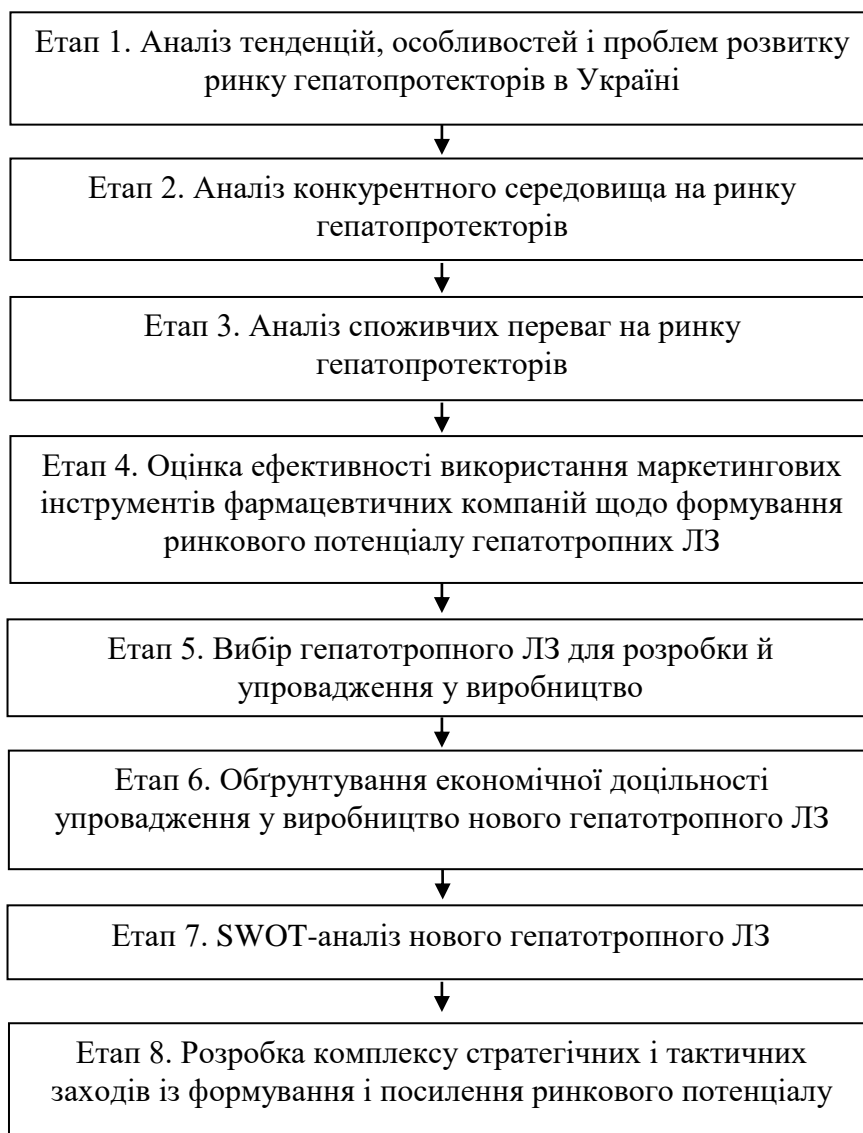 Етап 1. Аналіз тенденцій, особливостей і проблем розвитку
ринку гепатопротекторів в Україні
Етап 2. Аналіз конкурентного середовища на ринку
гепатопротекторів
Етап 3. Аналіз споживчих переваг на ринку
гепатопротекторів
Етап 4. Оцінка ефективності використання маркетингових
інструментів фармацевтичних компаній щодо формування
ринкового потенціалу гепатотропних ЛЗ
Етап 5. Вибір гепатотропного ЛЗ для розробки й
упровадження у виробництво
Етап 6. Обґрунтування економічної доцільності
упровадження у виробництво нового гепатотропного ЛЗ
Етап 7. SWOT-аналіз нового гепатотропного ЛЗ
Етап 8. Розробка комплексу стратегічних і тактичних
заходів із формування і посилення ринкового потенціалу